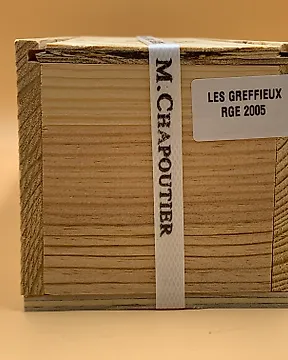 M. CHAPOUTIER
LES GREFFIEUX
RGE 2005